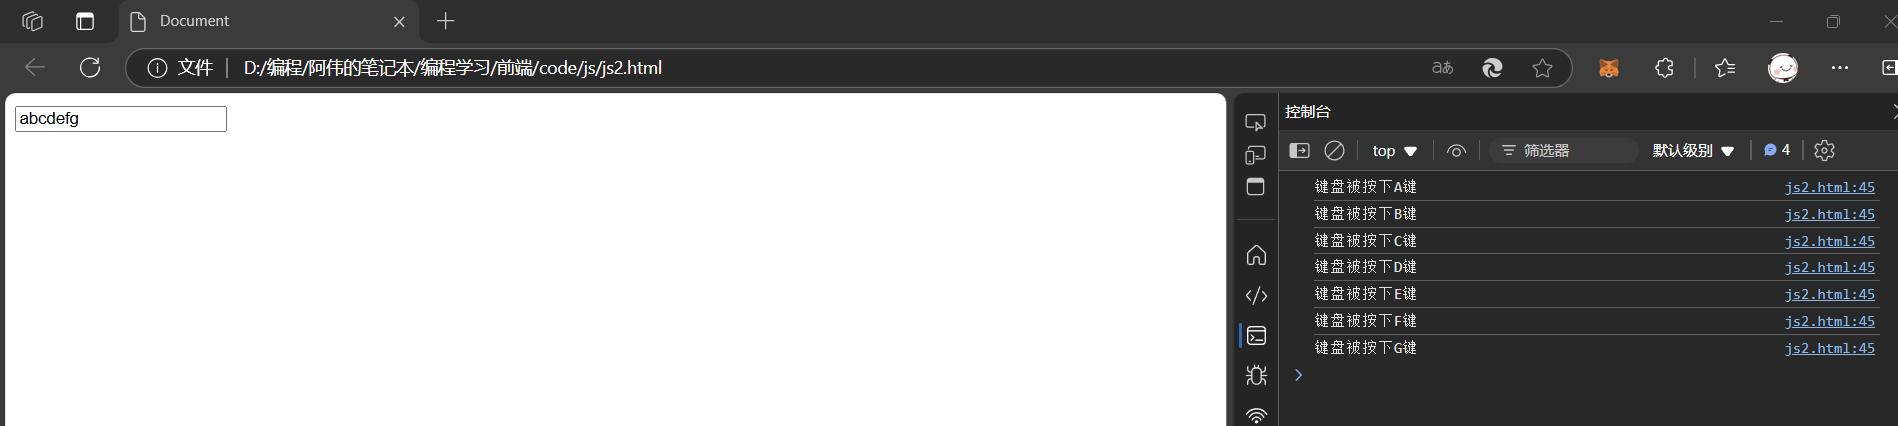 Document
文件 D:/编程/阿伟的笔记本/编程学习/前端/code/js/js2.html aあ
abcdefg
控制台
top 筛选器 默认级别 4
键盘被按下A键 js2.html:45
键盘被按下B键 js2.html:45
键盘被按下C键 js2.html:45
键盘被按下D键 js2.html:45
键盘被按下E键 js2.html:45
键盘被按下F键 js2.html:45
键盘被按下G键 js2.html:45